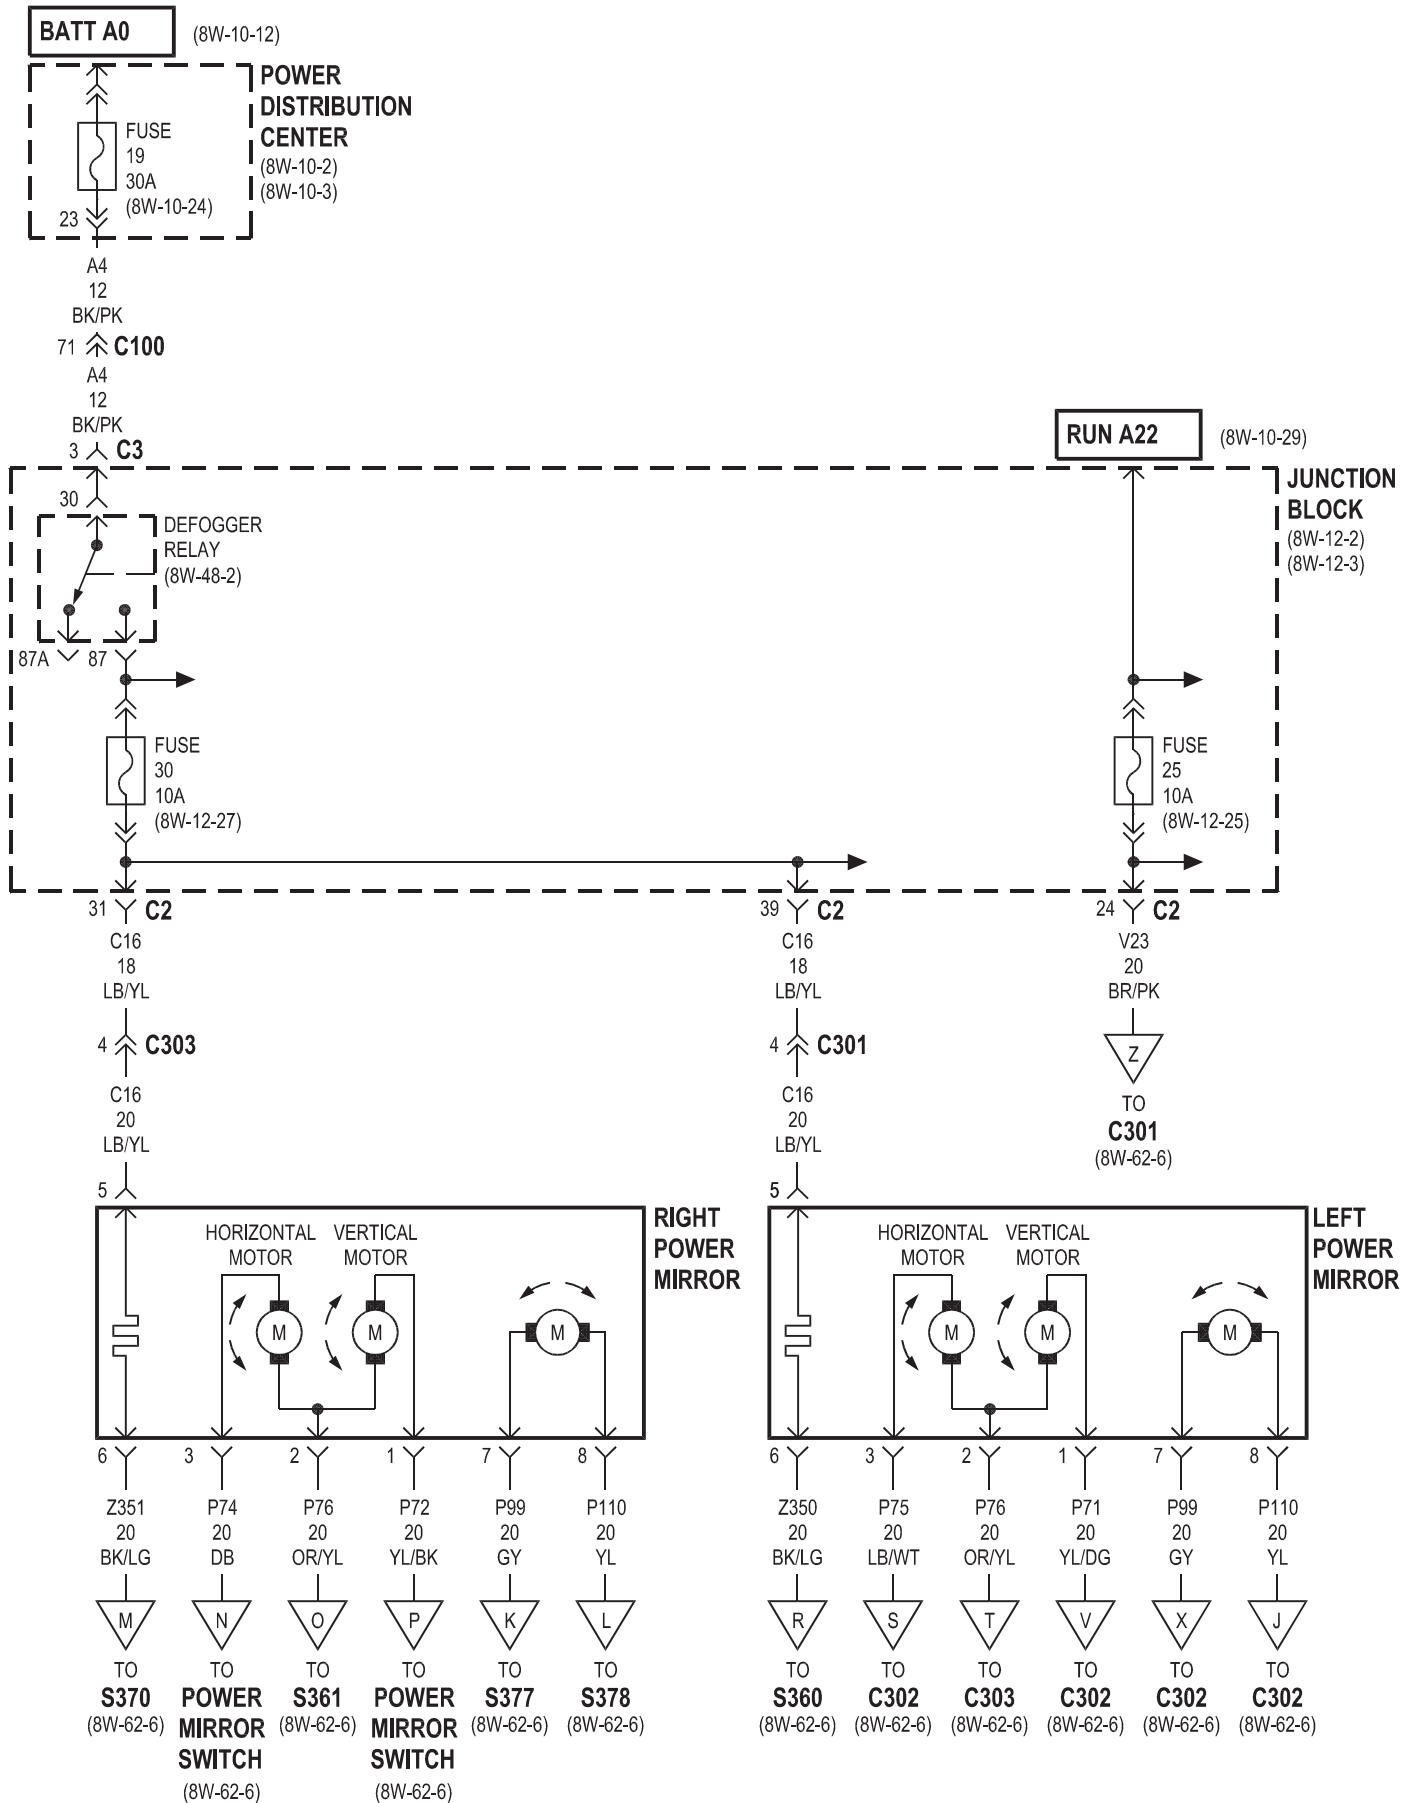 BATT A0 (8W-10-12)
POWER
DISTRIBUTION
CENTER
(8W-10-2)
(8W-10-3)
FUSE
19
30A
(8W-10-24)
23
A4
12
BK/PK
71 C100
A4
12
BK/PK
3 C3
RUN A22 (8W-10-29)
JUNCTION
BLOCK
(8W-12-2)
(8W-12-3)
30
DEFOGGER
RELAY
(8W-48-2)
87A 87
FUSE
30
10A
(8W-12-27)
FUSE
25
10A
(8W-12-25)
31 C2 39 C2 24 C2
C16 C16 V23
18 18 20
LB/YL LB/YL BR/PK
4 C303 4 C301 Z
C16 C16 TO
20 20 C301
LB/YL LB/YL (8W-62-6)
5 5
RIGHT
POWER
MIRROR
HORIZONTAL
MOTOR
VERTICAL
MOTOR
M M M
LEFT
POWER
MIRROR
HORIZONTAL
MOTOR
VERTICAL
MOTOR
M M M
6 3 2 1 7 8 6 3 2 1 7 8
Z351 P74 P76 P72 P99 P110 Z350 P75 P76 P71 P99 P110
20 20 20 20 20 20 20 20 20 20 20 20
BK/LG DB OR/YL YL/BK GY YL BK/LG LB/WT OR/YL YL/DG GY YL
M N O P K L R S T V X J
TO TO TO TO TO TO TO TO TO TO TO TO
S370 POWER S361 POWER S377 S378 S360 C302 C303 C302 C302 C302
(8W-62-6) MIRROR (8W-62-6) MIRROR (8W-62-6) (8W-62-6) (8W-62-6) (8W-62-6) (8W-62-6) (8W-62-6) (8W-62-6) (8W-62-6)
SWITCH SWITCH
(8W-62-6) (8W-62-6)